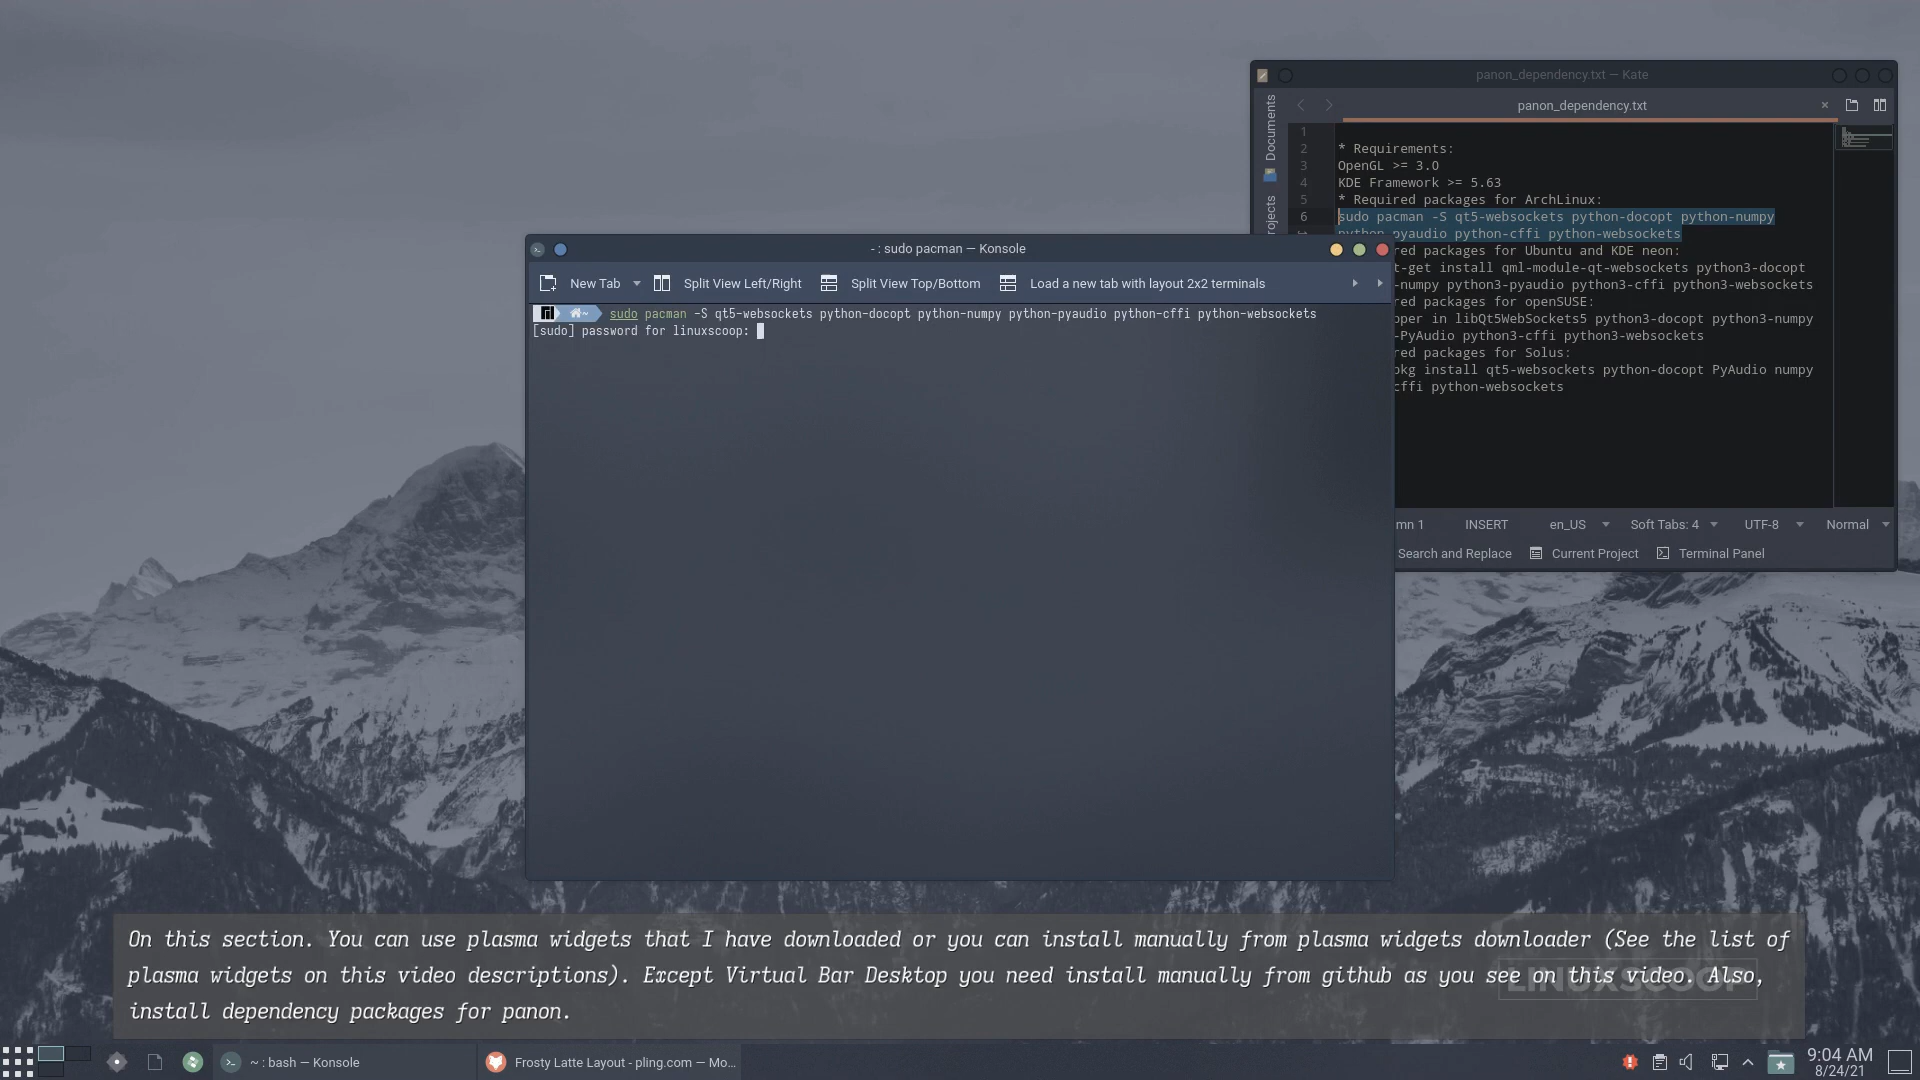 panon_dependency.txt — Kate
panon_dependency.txt
Documents
ojects
1
2 * Requirements:
3 OpenGL >= 3.0
4 KDE Framework >= 5.63
5 * Required packages for ArchLinux:
6 sudo pacman -S qt5-websockets python-docopt python-numpy
python-pyaudio python-cffi python-websockets
red packages for Ubuntu and KDE neon:
t-get install qml-module-qt-websockets python3-docopt
-numpy python3-pyaudio python3-cffi python3-websockets
red packages for openSUSE:
pper in libQt5WebSockets5 python3-docopt python3-numpy
-PyAudio python3-cffi python3-websockets
red packages for Solus:
pkg install qt5-websockets python-docopt PyAudio numpy
cffi python-websockets
mn 1 INSERT en_US Soft Tabs: 4 UTF-8 Normal
Search and Replace Current Project Terminal Panel
- : sudo pacman — Konsole
New Tab Split View Left/Right Split View Top/Bottom Load a new tab with layout 2x2 terminals
~ sudo pacman -S qt5-websockets python-docopt python-numpy python-pyaudio python-cffi python-websockets
[sudo] password for linuxscoop:
On this section. You can use plasma widgets that I have downloaded or you can install manually from plasma widgets downloader (See the list of
plasma widgets on this video descriptions). Except Virtual Bar Desktop you need install manually from github as you see on this video. Also,
install dependency packages for panon.
LINUXSCOOP
~ : bash — Konsole
Frosty Latte Layout - pling.com — Mo...
9:04 AM
8/24/21